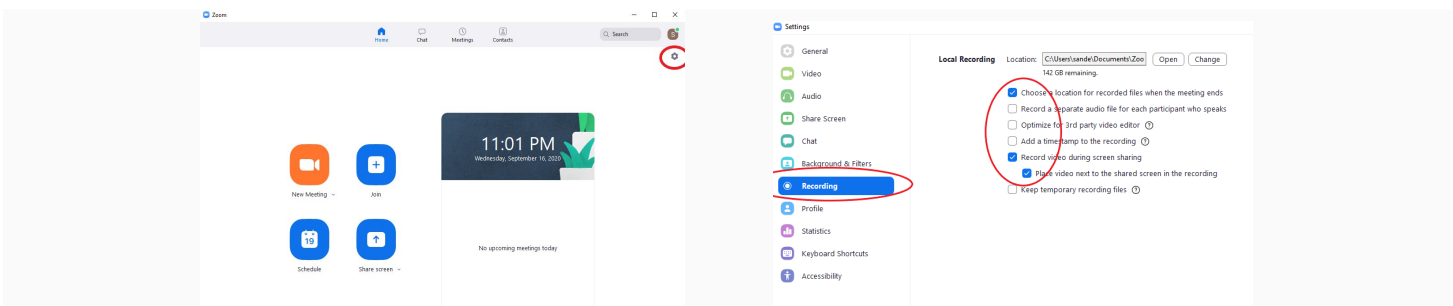 Zoom
Home
Chat
Meetings
Contacts
Search
S
11:01 PM
Wednesday, September 16, 2020
New Meeting
Join
19
Schedule
Share screen
No upcoming meetings today
Settings
General
Video
Audio
Share Screen
Chat
Background & Filters
Recording
Profile
Statistics
Keyboard Shortcuts
Accessibility
Local Recording Location: C:\Users\sande\Documents\Zoo Open Change
142 GB remaining.
Choose a location for recorded files when the meeting ends
Record a separate audio file for each participant who speaks
Optimize for 3rd party video editor ?
Add a timestamp to the recording ?
Record video during screen sharing
Place video next to the shared screen in the recording
Keep temporary recording files ?